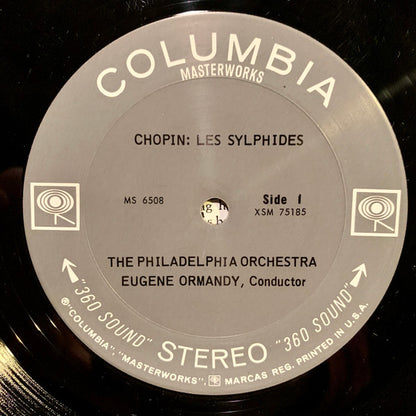 COLUMBIA
MASTERWORKS
CHOPIN: LES SYLPHIDES
MS 6508
Side 1
XSM 75185
THE PHILADELPHIA ORCHESTRA
EUGENE ORMANDY, Conductor
"360 SOUND" STEREO "360 SOUND"
® "COLUMBIA", "MASTERWORKS", MARCAS REG. PRINTED IN U.S.A.